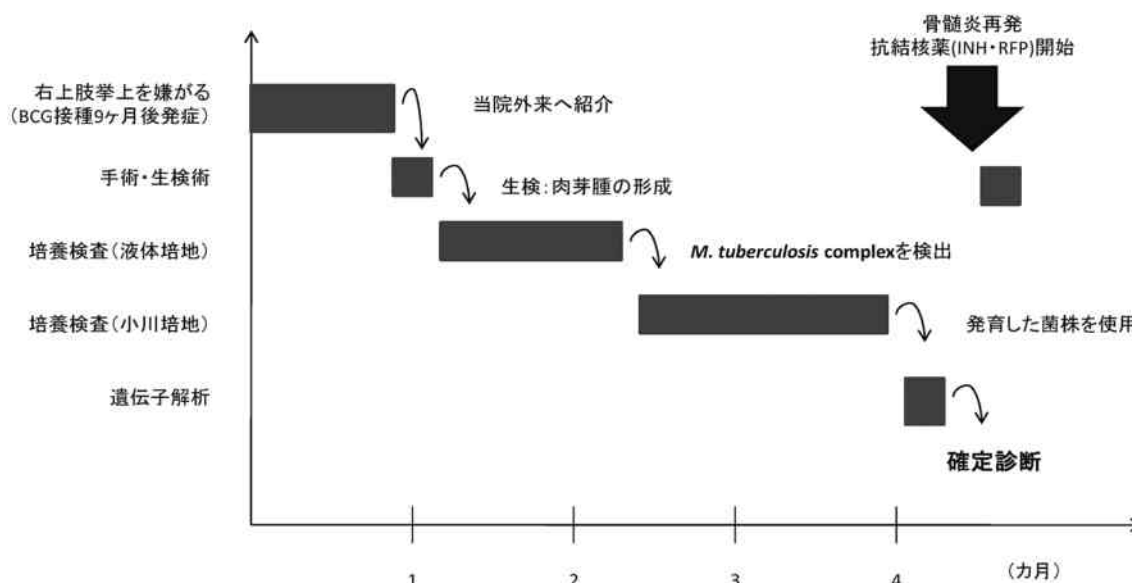 骨髄炎再発
抗結核薬(INH・RFP)開始
右上肢挙上を嫌がる
(BCG接種9ヶ月後発症)
当院外来へ紹介
手術・生検術
生検：肉芽腫の形成
培養検査(液体培地)
M. tuberculosis complexを検出
培養検査(小川培地)
発育した菌株を使用
遺伝子解析
確定診断
1 2 3 4 (カ月)